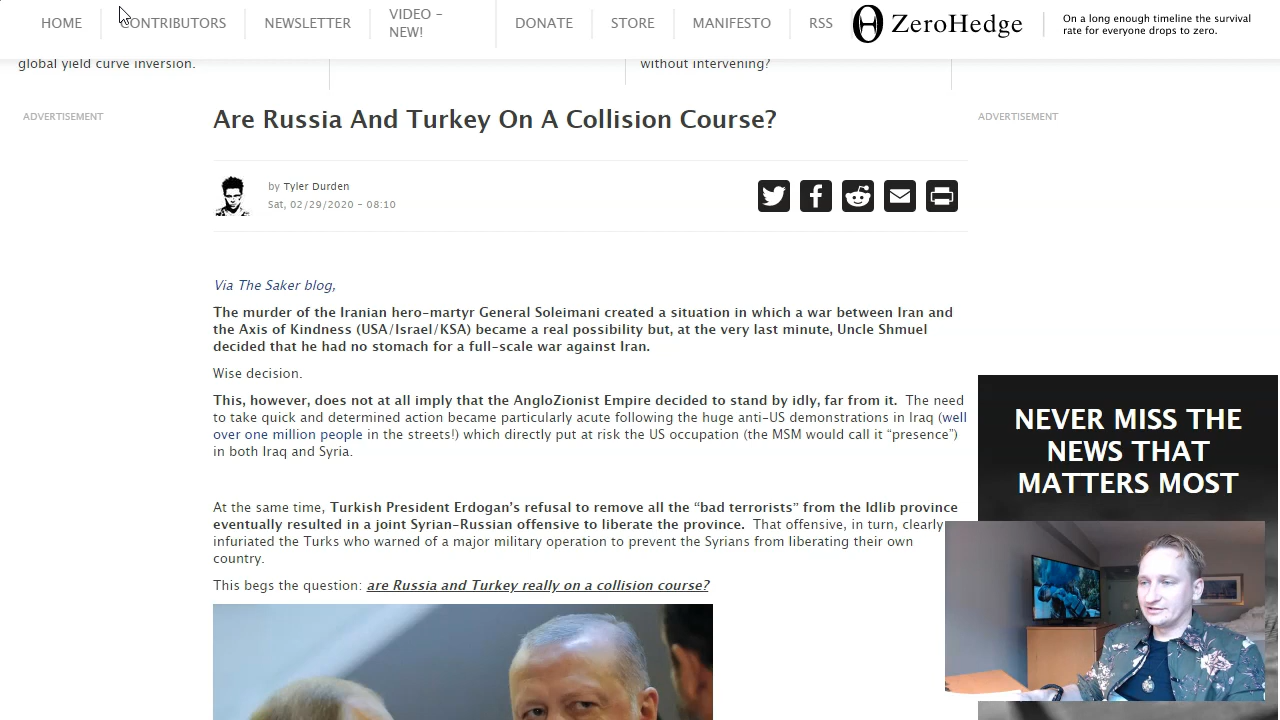 HOME
CONTRIBUTORS
NEWSLETTER
VIDEO –
NEW!
DONATE
STORE
MANIFESTO
RSS
ZeroHedge
On a long enough timeline the survival
rate for everyone drops to zero.
global yield curve inversion.
without intervening?
ADVERTISEMENT
Are Russia And Turkey On A Collision Course?
ADVERTISEMENT
by Tyler Durden
Sat, 02/29/2020 – 08:10
Via The Saker blog,
The murder of the Iranian hero-martyr General Soleimani created a situation in which a war between Iran and
the Axis of Kindness (USA/Israel/KSA) became a real possibility but, at the very last minute, Uncle Shmuel
decided that he had no stomach for a full-scale war against Iran.
Wise decision.
This, however, does not at all imply that the AngloZionist Empire decided to stand by idly, far from it. The need
to take quick and determined action became particularly acute following the huge anti-US demonstrations in Iraq (well
over one million people in the streets!) which directly put at risk the US occupation (the MSM would call it “presence”)
in both Iraq and Syria.
At the same time, Turkish President Erdogan’s refusal to remove all the “bad terrorists” from the Idlib province
eventually resulted in a joint Syrian-Russian offensive to liberate the province. That offensive, in turn, clearly
infuriated the Turks who warned of a major military operation to prevent the Syrians from liberating their own
country.
This begs the question: are Russia and Turkey really on a collision course?
NEVER MISS THE
NEWS THAT
MATTERS MOST